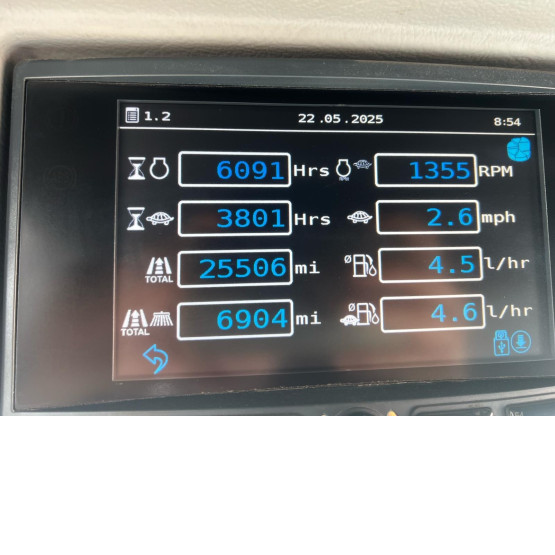 1.2 22.05.2025 8:54
6091 Hrs 1355 RPM
3801 Hrs 2.6 mph
TOTAL 25506 mi 4.5 l/hr
TOTAL 6904 mi 4.6 l/hr